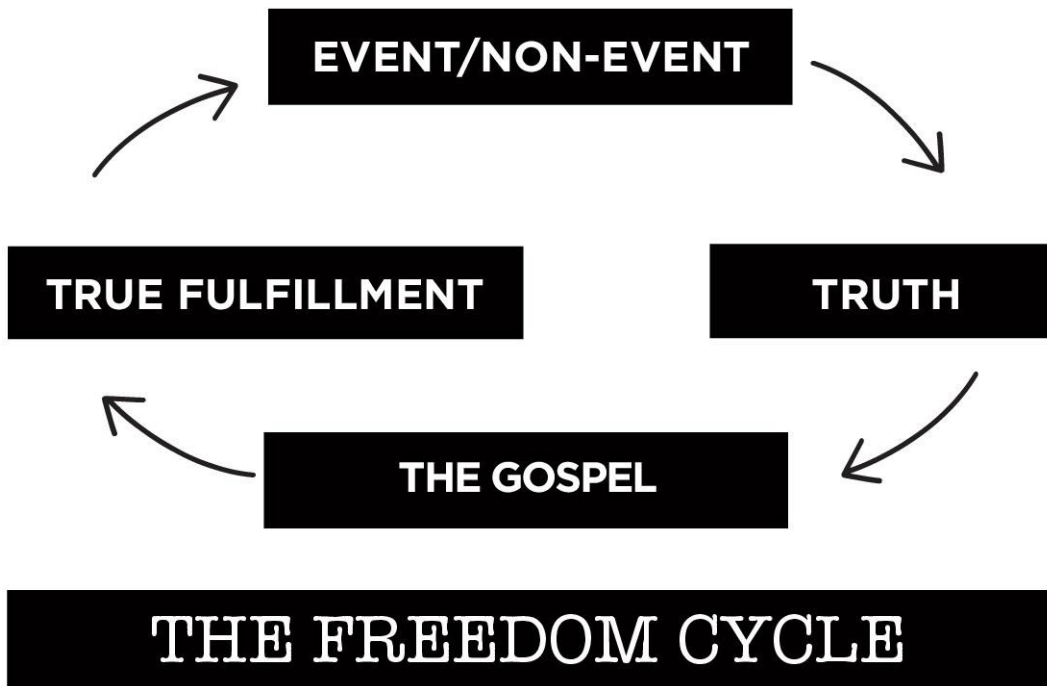 EVENT/NON-EVENT
TRUE FULFILLMENT
TRUTH
THE GOSPEL
THE FREEDOM CYCLE